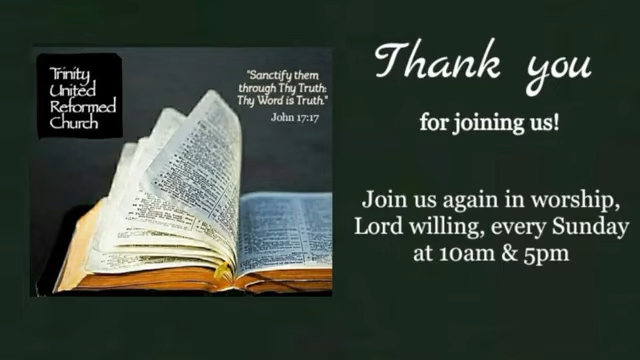 Trinity
United
Reformed
Church
"Sanctify them
through Thy Truth:
Thy Word is Truth."
John 17:17
Thank you
for joining us!
Join us again in worship,
Lord willing, every Sunday
at 10am & 5pm